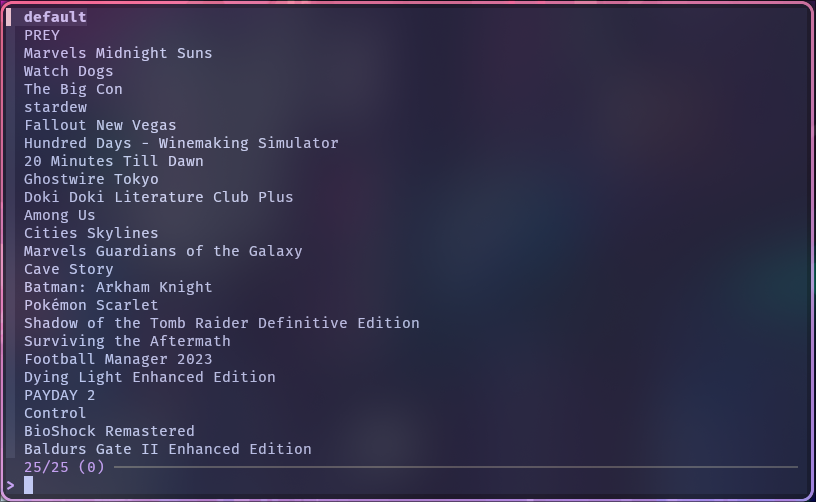 default
PREY
Marvels Midnight Suns
Watch Dogs
The Big Con
stardew
Fallout New Vegas
Hundred Days - Winemaking Simulator
20 Minutes Till Dawn
Ghostwire Tokyo
Doki Doki Literature Club Plus
Among Us
Cities Skylines
Marvels Guardians of the Galaxy
Cave Story
Batman: Arkham Knight
Pokémon Scarlet
Shadow of the Tomb Raider Definitive Edition
Surviving the Aftermath
Football Manager 2023
Dying Light Enhanced Edition
PAYDAY 2
Control
BioShock Remastered
Baldurs Gate II Enhanced Edition
25/25 (0)
>